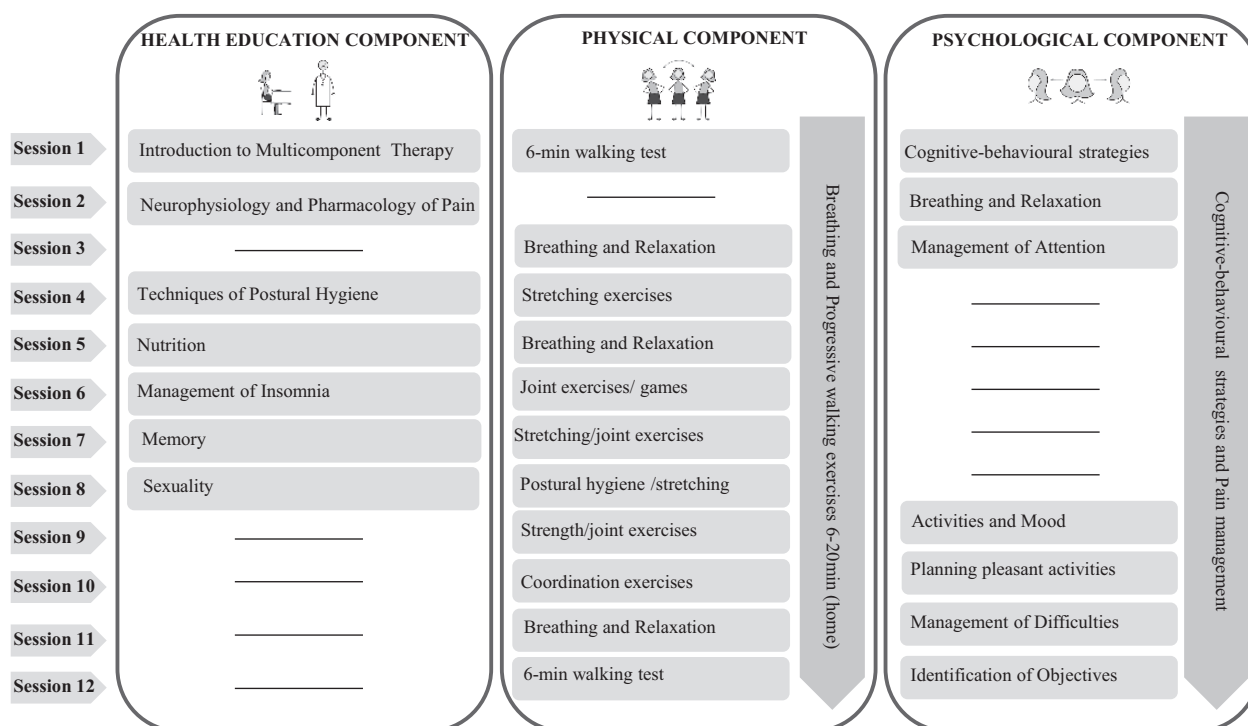 HEALTH EDUCATION COMPONENT
PHYSICAL COMPONENT
PSYCHOLOGICAL COMPONENT
Session 1
Introduction to Multicomponent Therapy
6-min walking test
Cognitive-behavioural strategies
Session 2
Neurophysiology and Pharmacology of Pain
Breathing and Relaxation
Session 3
Breathing and Relaxation
Management of Attention
Session 4
Techniques of Postural Hygiene
Stretching exercises
Session 5
Nutrition
Breathing and Relaxation
Session 6
Management of Insomnia
Joint exercises/ games
Session 7
Memory
Stretching/joint exercises
Session 8
Sexuality
Postural hygiene /stretching
Session 9
Strength/joint exercises
Activities and Mood
Session 10
Coordination exercises
Planning pleasant activities
Session 11
Breathing and Relaxation
Management of Difficulties
Session 12
6-min walking test
Identification of Objectives
Breathing and Progressive walking exercises 6-20min (home)
Cognitive-behavioural strategies and Pain management